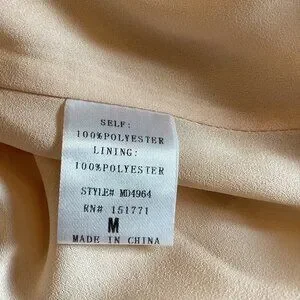 SELF:
100%POLYESTER
LINING:
100%POLYESTER
STYLE# MD4964
RN# 151771
M
MADE IN CHINA